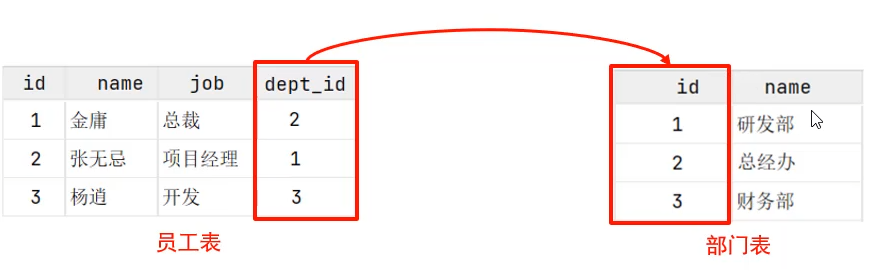 id name job dept_id
1 金庸 总裁 2
2 张无忌 项目经理 1
3 杨逍 开发 3
员工表
id name
1 研发部
2 总经办
3 财务部
部门表